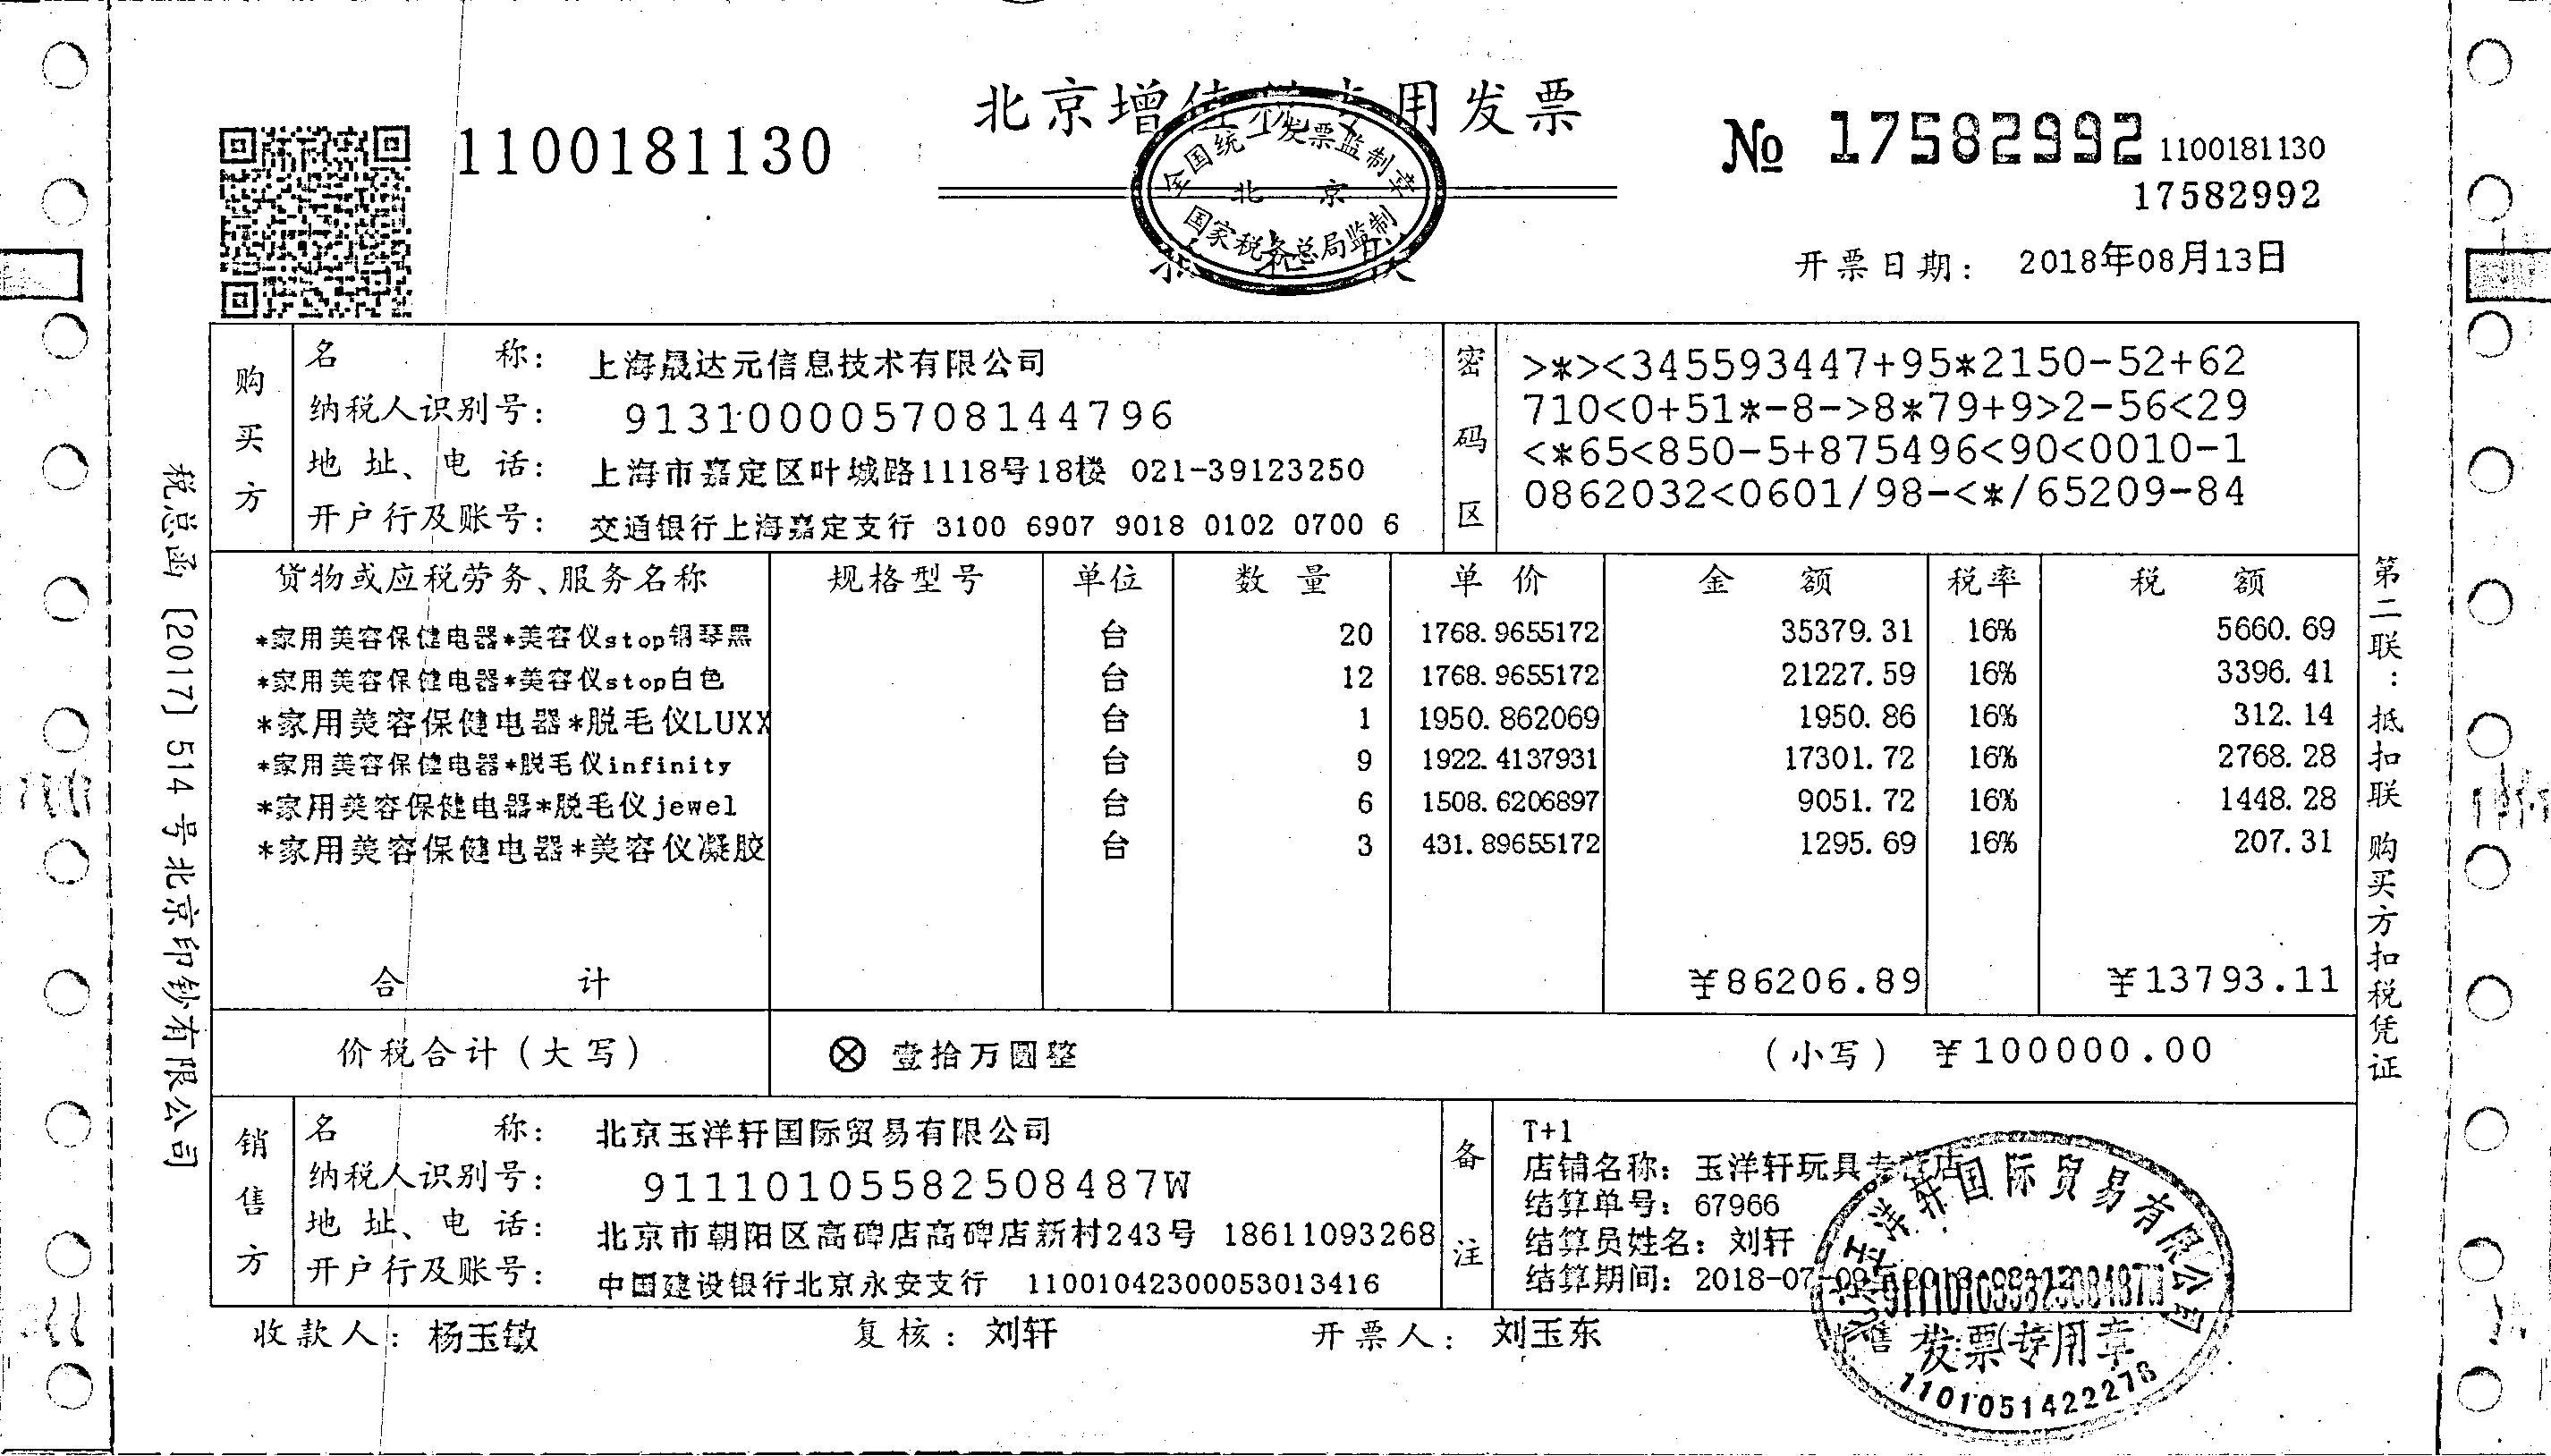 北京增值税专用发票
1100181130
№ 17582992 1100181130
17582992
全国统一发票监制章
北京
国家税务总局监制
开票日期： 2018年08月13日
购买方
名称： 上海晟达元信息技术有限公司
纳税人识别号： 913100005708144796
地址、电话： 上海市嘉定区叶城路1118号18楼 021-39123250
开户行及账号： 交通银行上海嘉定支行 3100 6907 9018 0102 0700 6
密码区
>*><345593447+95*2150-52+62
710<0+51*-8->8*79+9>2-56<29
<*65<850-5+875496<90<0010-1
0862032<0601/98-<*/65209-84
货物或应税劳务、服务名称 规格型号 单位 数量 单价 金额 税率 税额
*家用美容保健电器*美容仪stop钢琴黑 台 20 1768.9655172 35379.31 16% 5660.69
*家用美容保健电器*美容仪stop白色 台 12 1768.9655172 21227.59 16% 3396.41
*家用美容保健电器*脱毛仪LUXX 台 1 1950.862069 1950.86 16% 312.14
*家用美容保健电器*脱毛仪infinity 台 9 1922.4137931 17301.72 16% 2768.28
*家用美容保健电器*脱毛仪jewel 台 6 1508.6206897 9051.72 16% 1448.28
*家用美容保健电器*美容仪凝胶 台 3 431.89655172 1295.69 16% 207.31
合计 ￥86206.89 ￥13793.11
价税合计（大写） ⊗ 壹拾万圆整 （小写） ￥100000.00
销售方
名称： 北京玉洋轩国际贸易有限公司
纳税人识别号： 91110105582508487W
地址、电话： 北京市朝阳区高碑店高碑店新村243号 18611093268
开户行及账号： 中国建设银行北京永安支行 11001042300053013416
备注
T+1
店铺名称：玉洋轩玩具专营店
结算单号：67966
结算员姓名：刘轩
结算期间：2018-07-09
北京玉洋轩国际贸易有限公司
91110105582508487W
发票专用章
1101051422278
收款人： 杨玉敏 复核： 刘轩 开票人： 刘玉东
税总函〔2017〕514号北京印钞有限公司
第二联：抵扣联 购买方扣税凭证